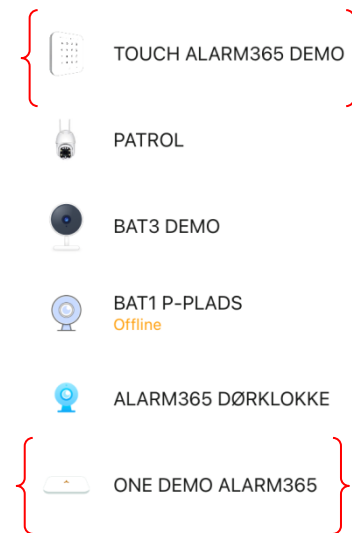 TOUCH ALARM365 DEMO
PATROL
BAT3 DEMO
BAT1 P-PLADS
Offline
ALARM365 DØRKLOKKE
ONE DEMO ALARM365